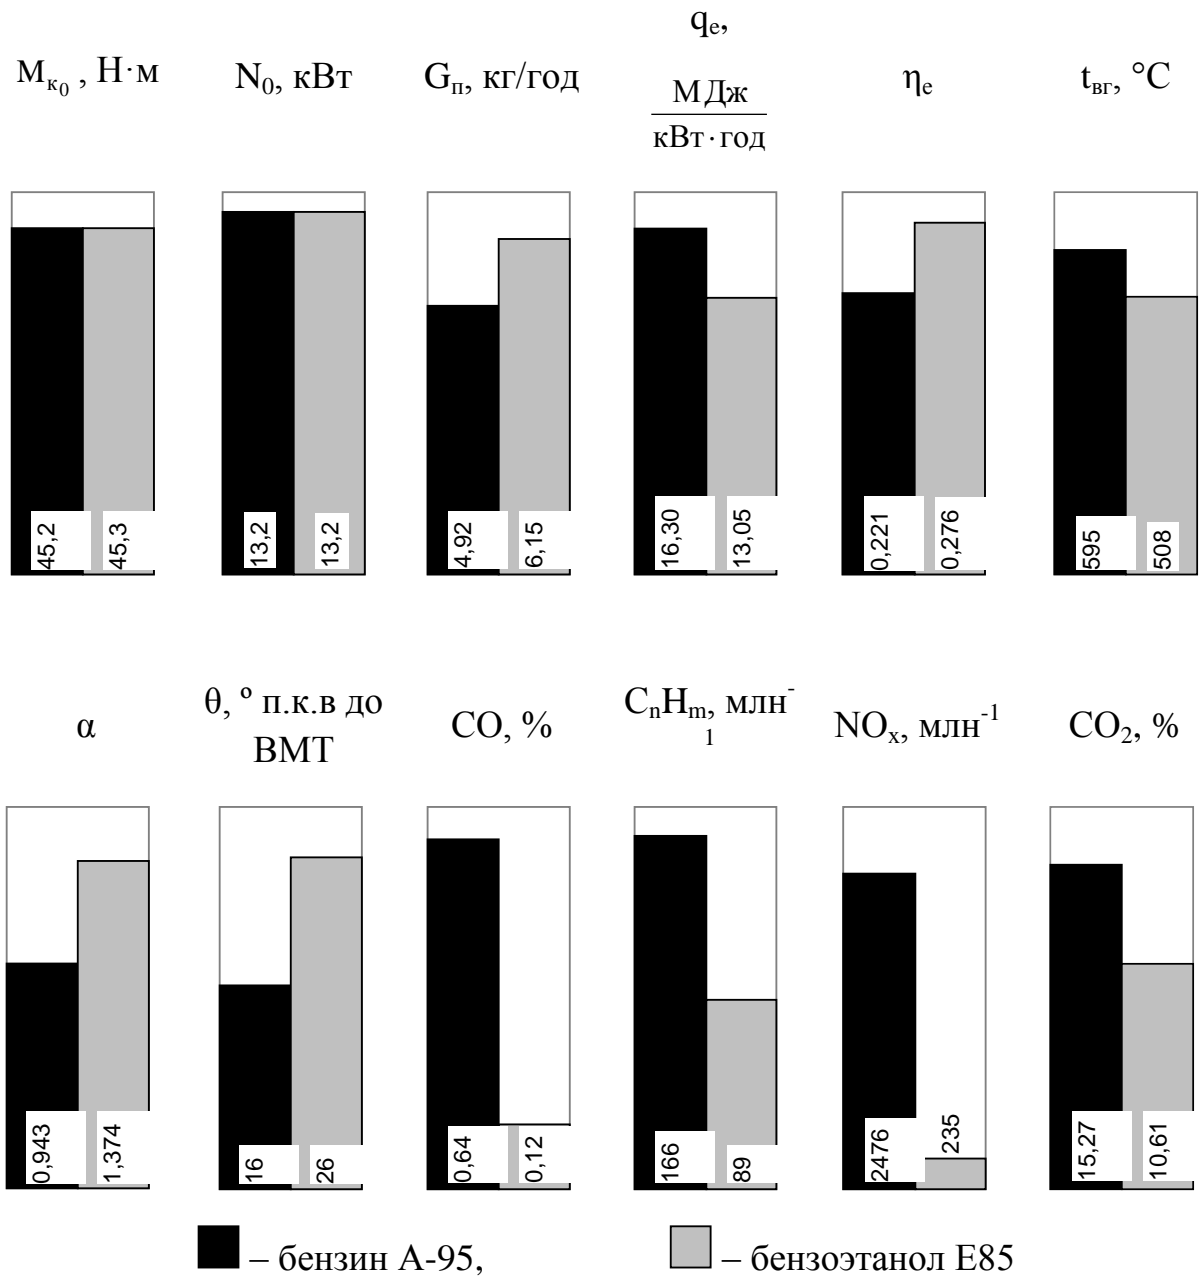 qₑ,
Mк₀ , Н·м N₀, кВт Gп, кг/год МДж ηₑ tвг, °C
кВт·год
45,2 45,3 13,2 13,2 4,92 6,15 16,30 13,05 0,221 0,276 595 508
α θ, º п.к.в до CO, % CₙHₘ, млн⁻ NOₓ, млн⁻¹ CO₂, %
ВМТ 1
0,943 1,374 16 26 0,64 0,12 166 89 2476 235 15,27 10,61
– бензин А-95, – бензоэтанол Е85